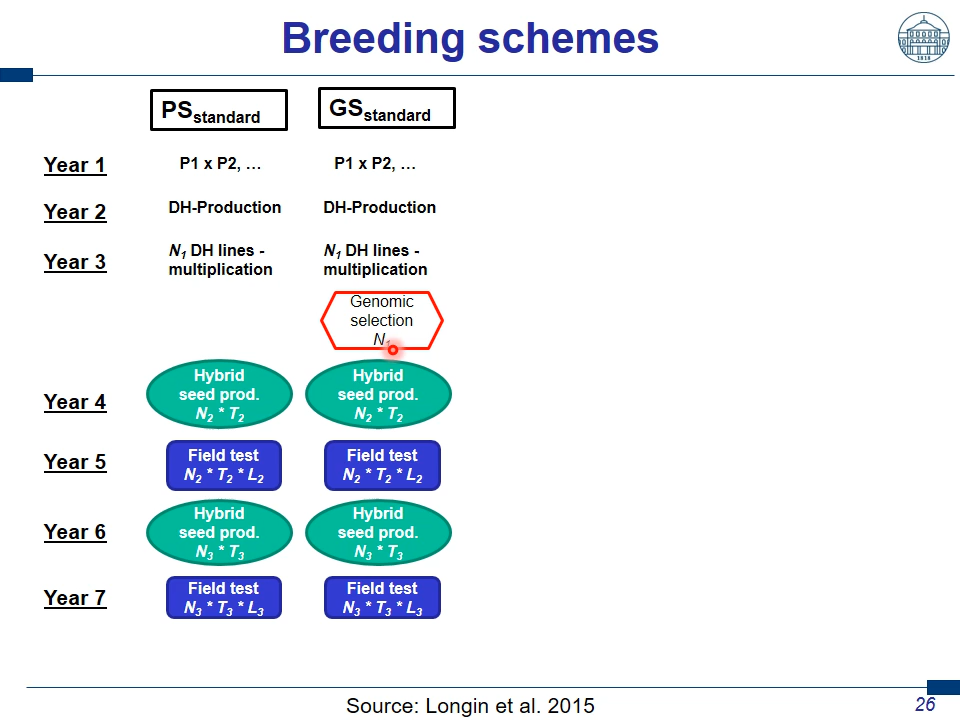 Breeding schemes
1818
PSstandard
GSstandard
Year 1
P1 x P2, …
P1 x P2, …
Year 2
DH-Production
DH-Production
Year 3
N1 DH lines -
multiplication
N1 DH lines -
multiplication
Genomic
selection
N1
Year 4
Hybrid
seed prod.
N2 * T2
Hybrid
seed prod.
N2 * T2
Year 5
Field test
N2 * T2 * L2
Field test
N2 * T2 * L2
Year 6
Hybrid
seed prod.
N3 * T3
Hybrid
seed prod.
N3 * T3
Year 7
Field test
N3 * T3 * L3
Field test
N3 * T3 * L3
Source: Longin et al. 2015
26